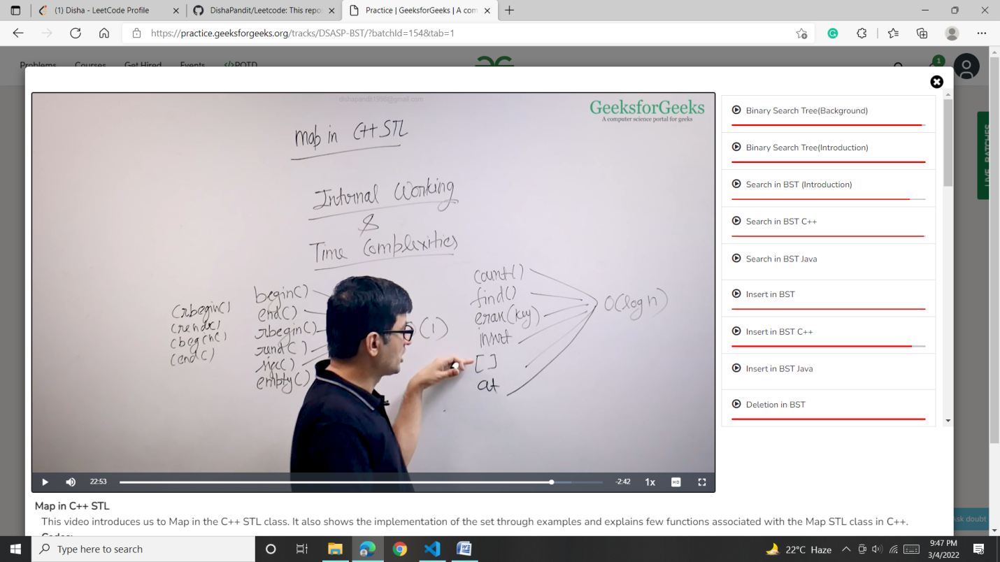 (1) Disha - LeetCode Profile
DishaPandit/Leetcode: This repos
Practice | GeeksforGeeks | A com
https://practice.geeksforgeeks.org/tracks/DSASP-BST/?batchId=154&tab=1
Problems Courses Get Hired Events POTD
1
dishapandit1996@gmail.com
GeeksforGeeks
A computer science portal for geeks
map in C++ STL
Internal Working
&
Time Complexities
begin()
end()
rbegin()
rend()
size()
empty()
crbegin()
crend()
cbegin()
cend()
(1)
count()
find()
erase(key)
insert
[ ]
at
O(log n)
22:53
-2:42
1x
HD
Binary Search Tree(Background)
Binary Search Tree(Introduction)
Search in BST (Introduction)
Search in BST C++
Search in BST Java
Insert in BST
Insert in BST C++
Insert in BST Java
Deletion in BST
LIVE BATCHES
Map in C++ STL
This video introduces us to Map in the C++ STL class. It also shows the implementation of the set through examples and explains few functions associated with the Map STL class in C++.
Ask doubt
Type here to search
22°C Haze
9:47 PM
3/4/2022